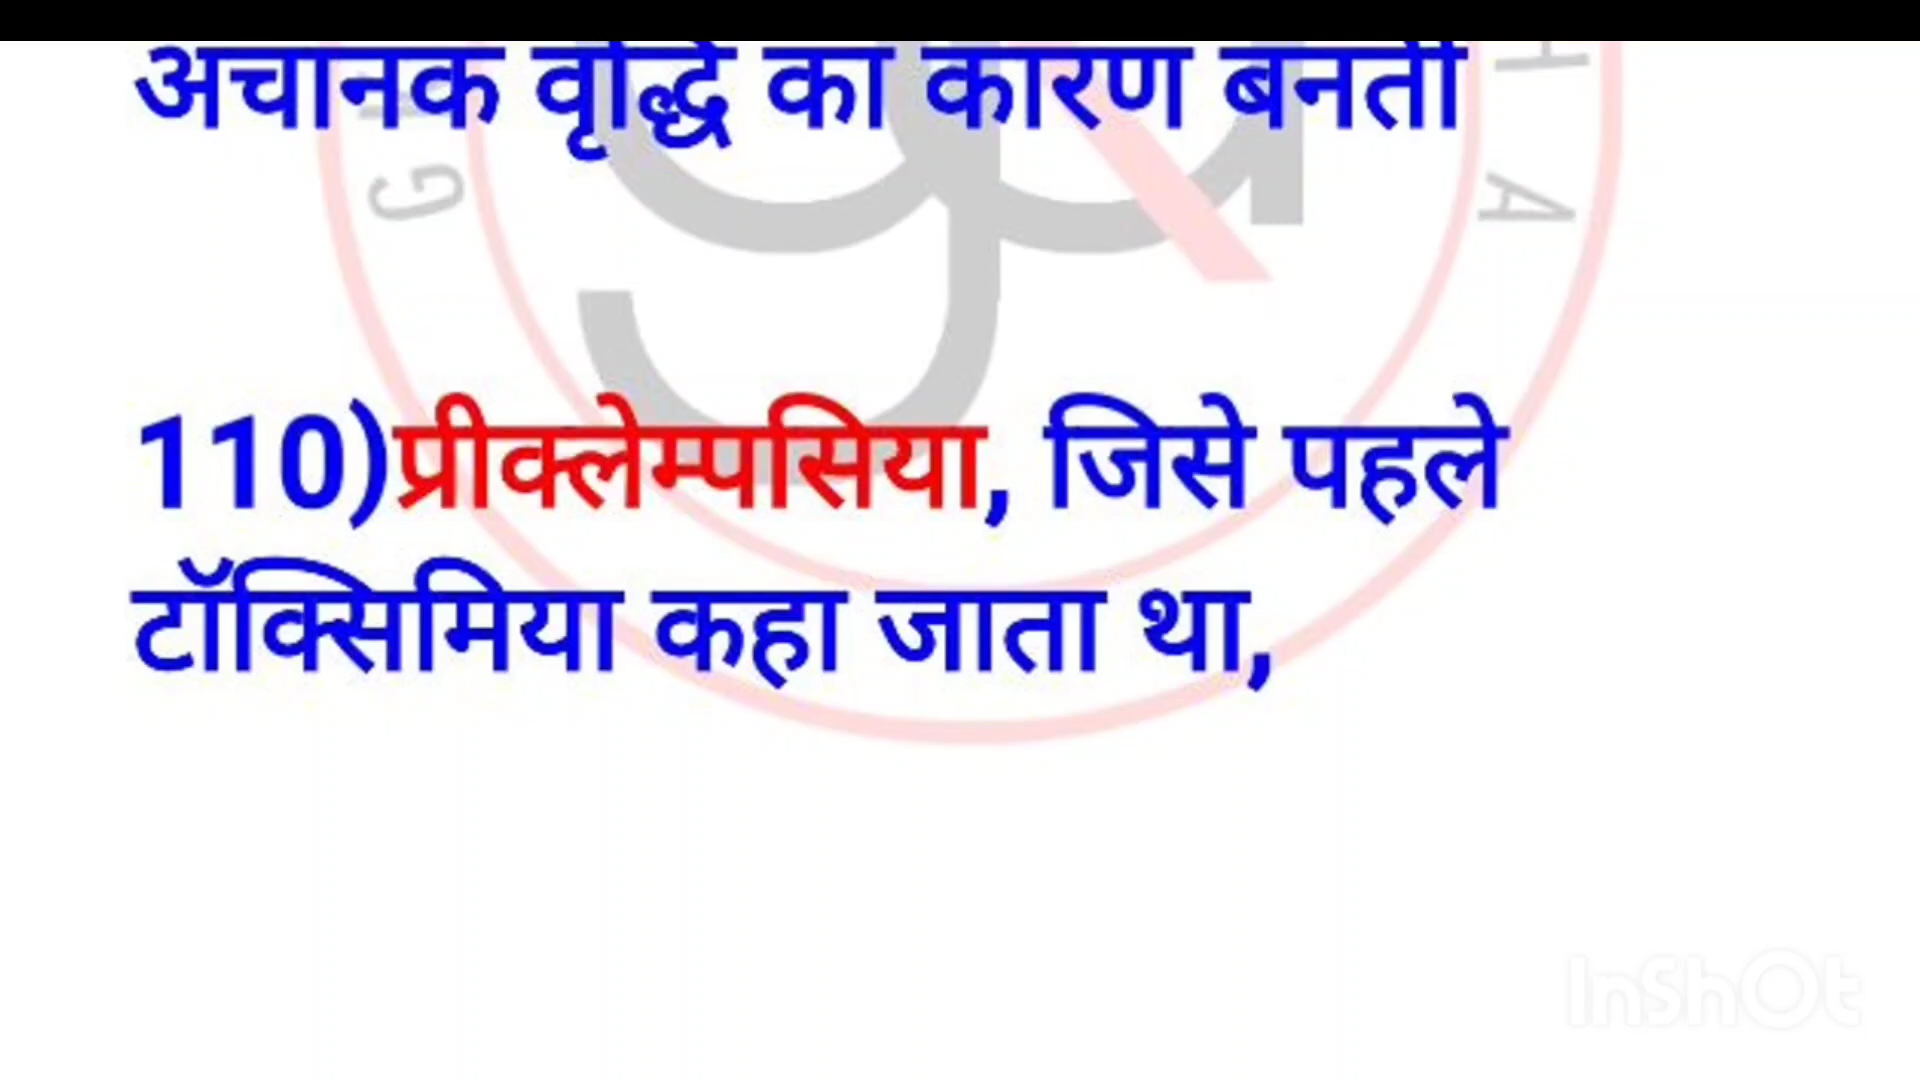 अचानक वृद्धि का कारण बनती
110)प्रीक्लेम्पसिया, जिसे पहले
टॉक्सिमिया कहा जाता था,
InShOt